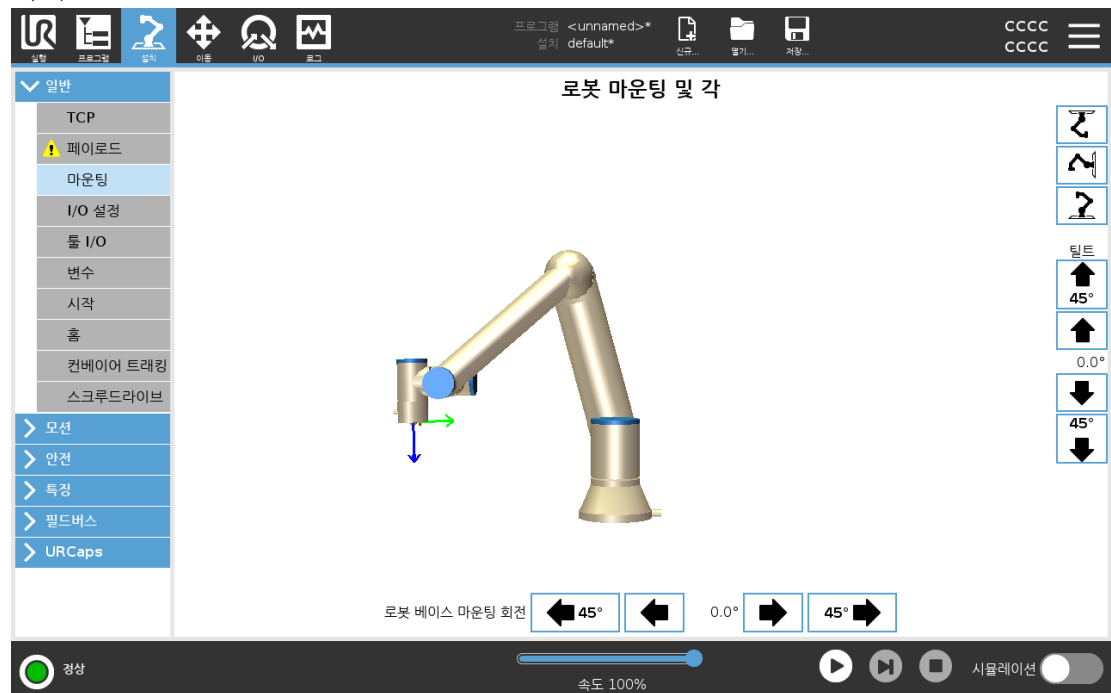 프로그램 <unnamed>*
설치 default*
CCCC
CCCC
실행 프로그램 설치 이동 I/O 로그 신규... 열기... 저장...
일반
TCP
페이로드
마운팅
I/O 설정
툴 I/O
변수
시작
홈
컨베이어 트래킹
스크루드라이브
모션
안전
특징
필드버스
URCaps
로봇 마운팅 및 각
틸트
45°
0.0°
45°
로봇 베이스 마운팅 회전 45° 0.0° 45°
정상
속도 100%
시뮬레이션